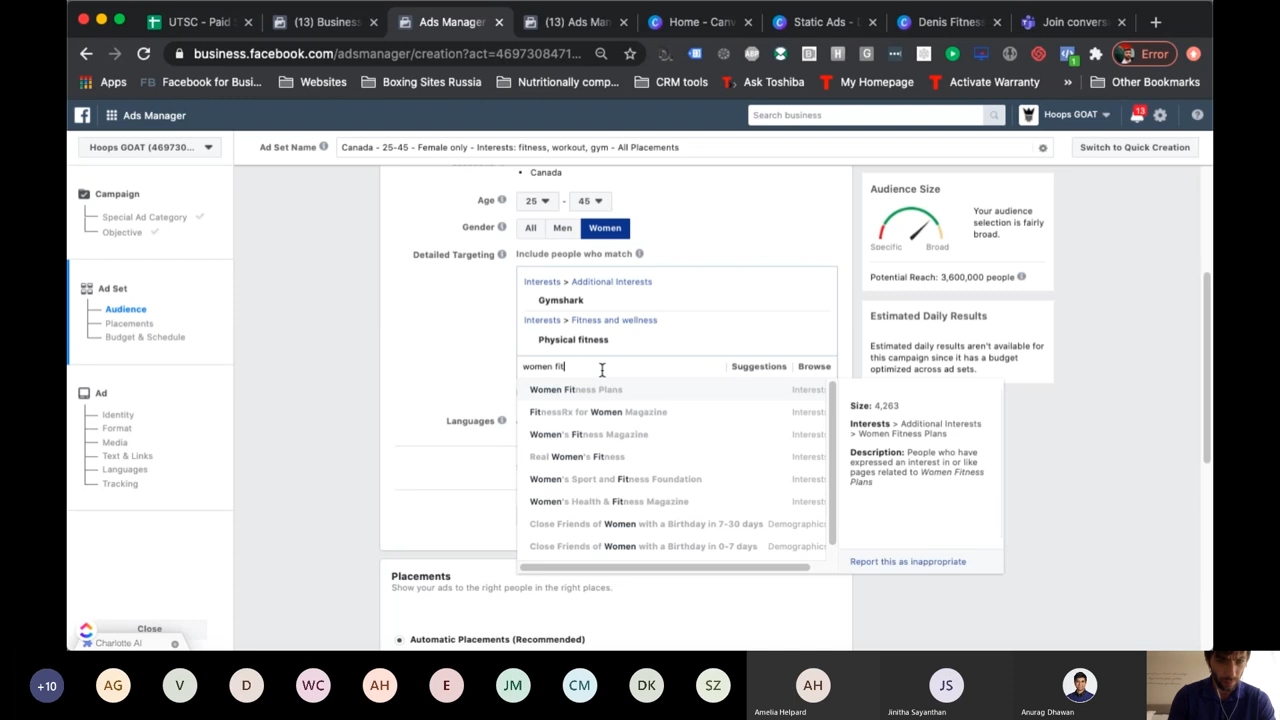 UTSC - Paid S
(13) Business
Ads Manager
(13) Ads Man
Home - Canv
Static Ads - D
Denis Fitness
Join convers
business.facebook.com/adsmanager/creation?act=4697308471...
Error
Apps
FB Facebook for Busi...
Websites
Boxing Sites Russia
Nutritionally comp...
CRM tools
Ask Toshiba
My Homepage
Activate Warranty
»
Other Bookmarks
Ads Manager
Search business
Hoops GOAT
13
Hoops GOAT (469730...
Ad Set Name
Canada - 25-45 - Female only - Interests: fitness, workout, gym - All Placements
Switch to Quick Creation
Campaign
Special Ad Category
Objective
Ad Set
Audience
Placements
Budget & Schedule
Ad
Identity
Format
Media
Text & Links
Languages
Tracking
Close
Charlotte AI
• Canada
Age
25 - 45
Gender
All Men Women
Detailed Targeting
Include people who match
Interests > Additional Interests
Gymshark
Interests > Fitness and wellness
Physical fitness
women fit
Suggestions
Browse
Women Fitness Plans Interests
FitnessRx for Women Magazine Interests
Women's Fitness Magazine Interests
Real Women's Fitness Interests
Women's Sport and Fitness Foundation Interests
Women's Health & Fitness Magazine Interests
Close Friends of Women with a Birthday in 7-30 days Demographics
Close Friends of Women with a Birthday in 0-7 days Demographics
Languages
Size: 4,263
Interests > Additional Interests
> Women Fitness Plans
Description: People who have
expressed an interest in or like
pages related to Women Fitness
Plans
Report this as inappropriate
Placements
Show your ads to the right people in the right places.
Automatic Placements (Recommended)
Audience Size
Specific
Broad
Your audience
selection is fairly
broad.
Potential Reach: 3,600,000 people
Estimated Daily Results
Estimated daily results aren't available for
this campaign since it has a budget
optimized across ad sets.
+10
AG
V
D
WC
AH
E
JM
CM
DK
SZ
AH
Amelia Helpard
JS
Jinitha Sayanthan
Anurag Dhawan